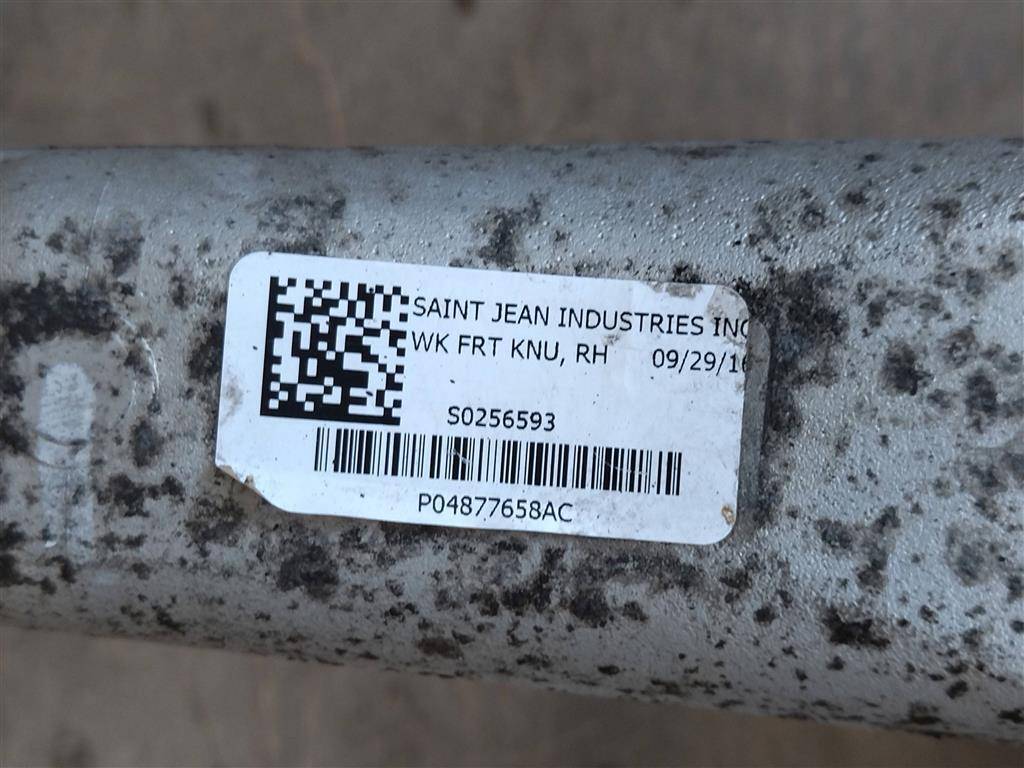 SAINT JEAN INDUSTRIES INC
WK FRT KNU, RH 09/29/16
S0256593
P04877658AC